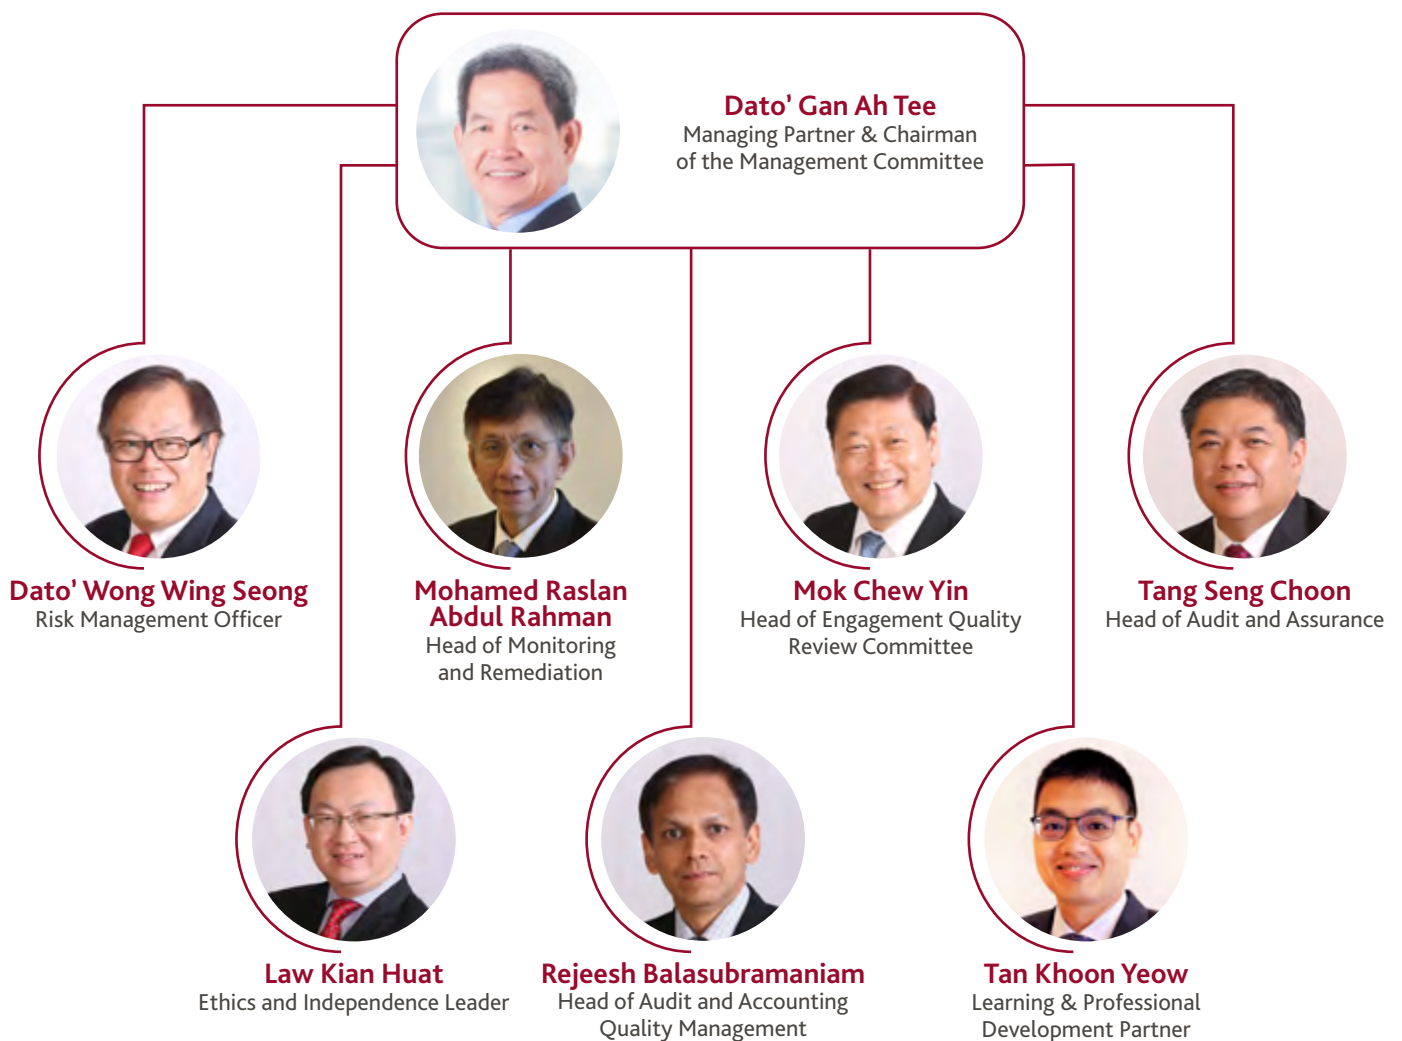 Dato’ Gan Ah Tee
Managing Partner & Chairman
of the Management Committee
Dato’ Wong Wing Seong
Risk Management Officer
Mohamed Raslan
Abdul Rahman
Head of Monitoring
and Remediation
Mok Chew Yin
Head of Engagement Quality
Review Committee
Tang Seng Choon
Head of Audit and Assurance
Law Kian Huat
Ethics and Independence Leader
Rejeesh Balasubramaniam
Head of Audit and Accounting
Quality Management
Tan Khoon Yeow
Learning & Professional
Development Partner